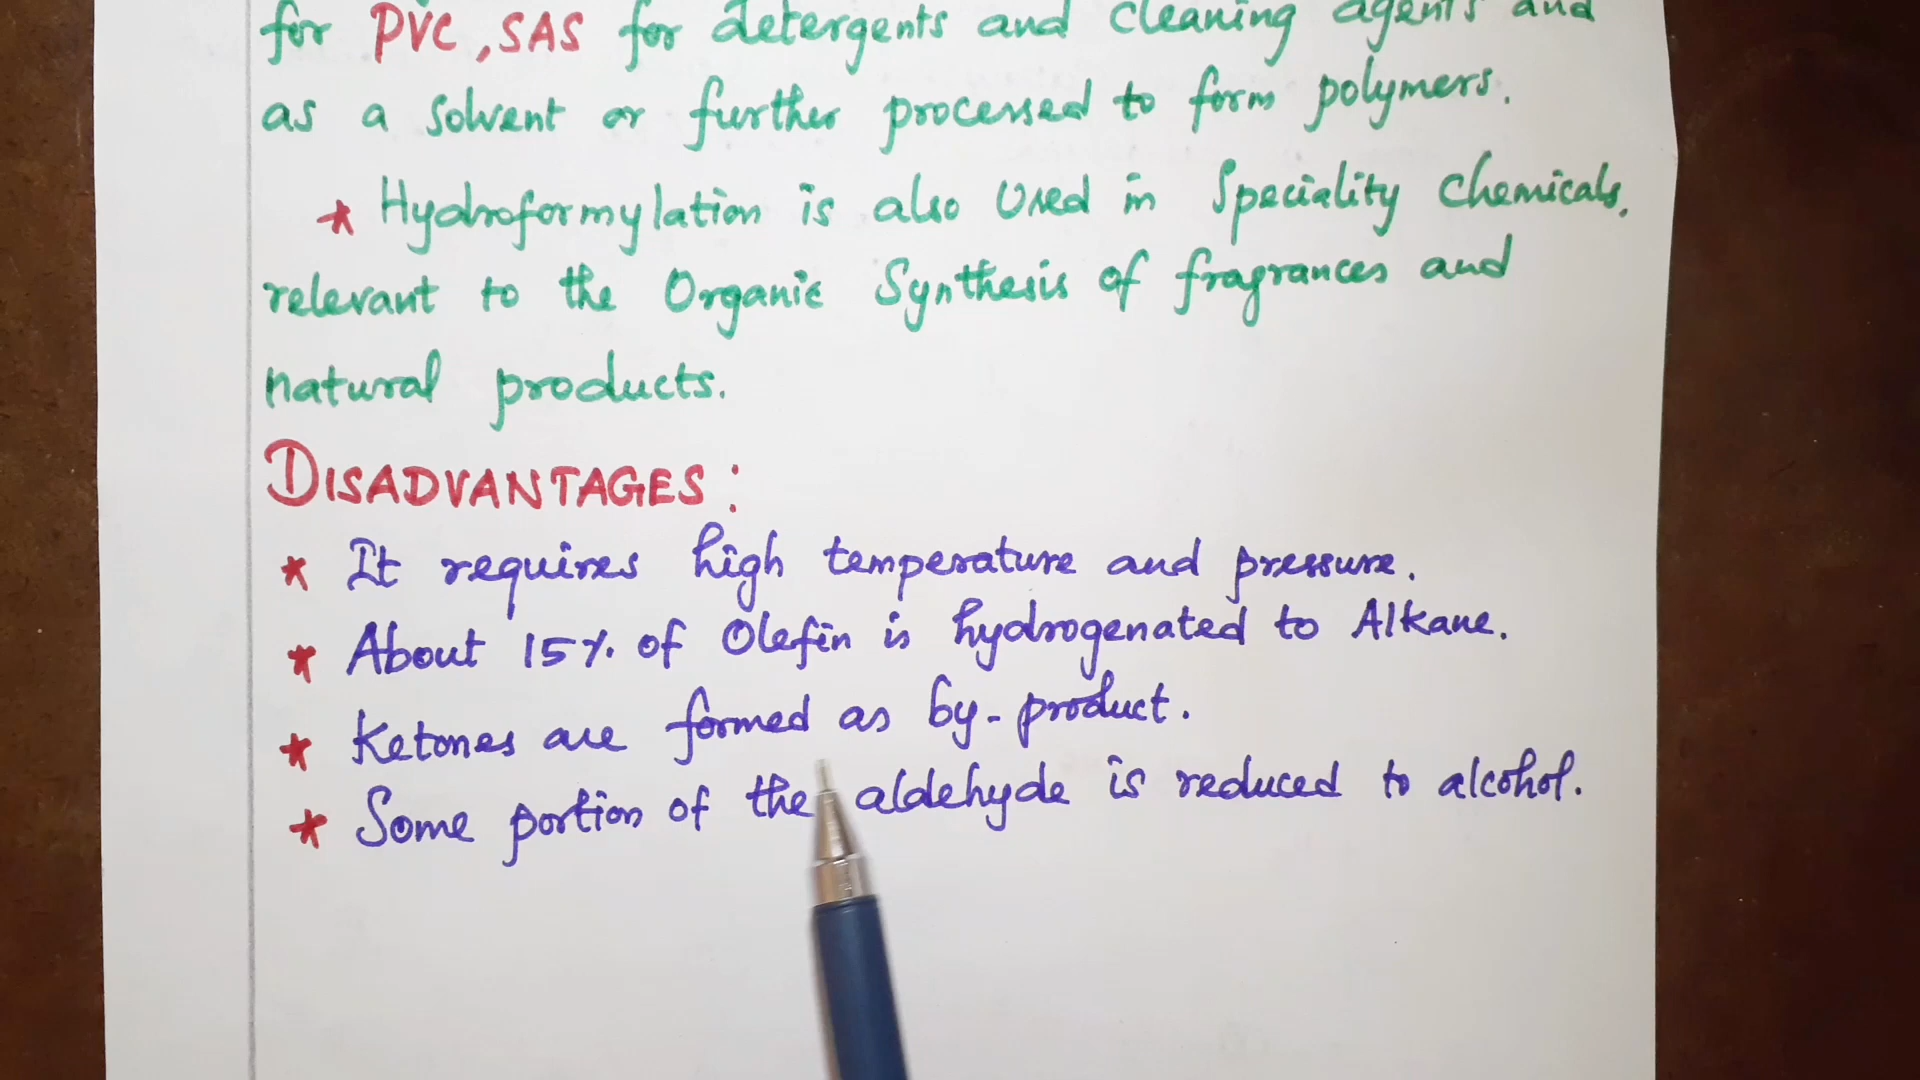 for PVC, SAS for detergents and cleaning agents and
as a solvent or further processed to form polymers.
* Hydroformylation is also used in Speciality Chemicals,
relevant to the Organic Synthesis of fragrances and
natural products.
DISADVANTAGES:
* It requires high temperature and pressure.
* About 15% of Olefin is hydrogenated to Alkane.
* Ketones are formed as by-product.
* Some portion of the aldehyde is reduced to alcohol.